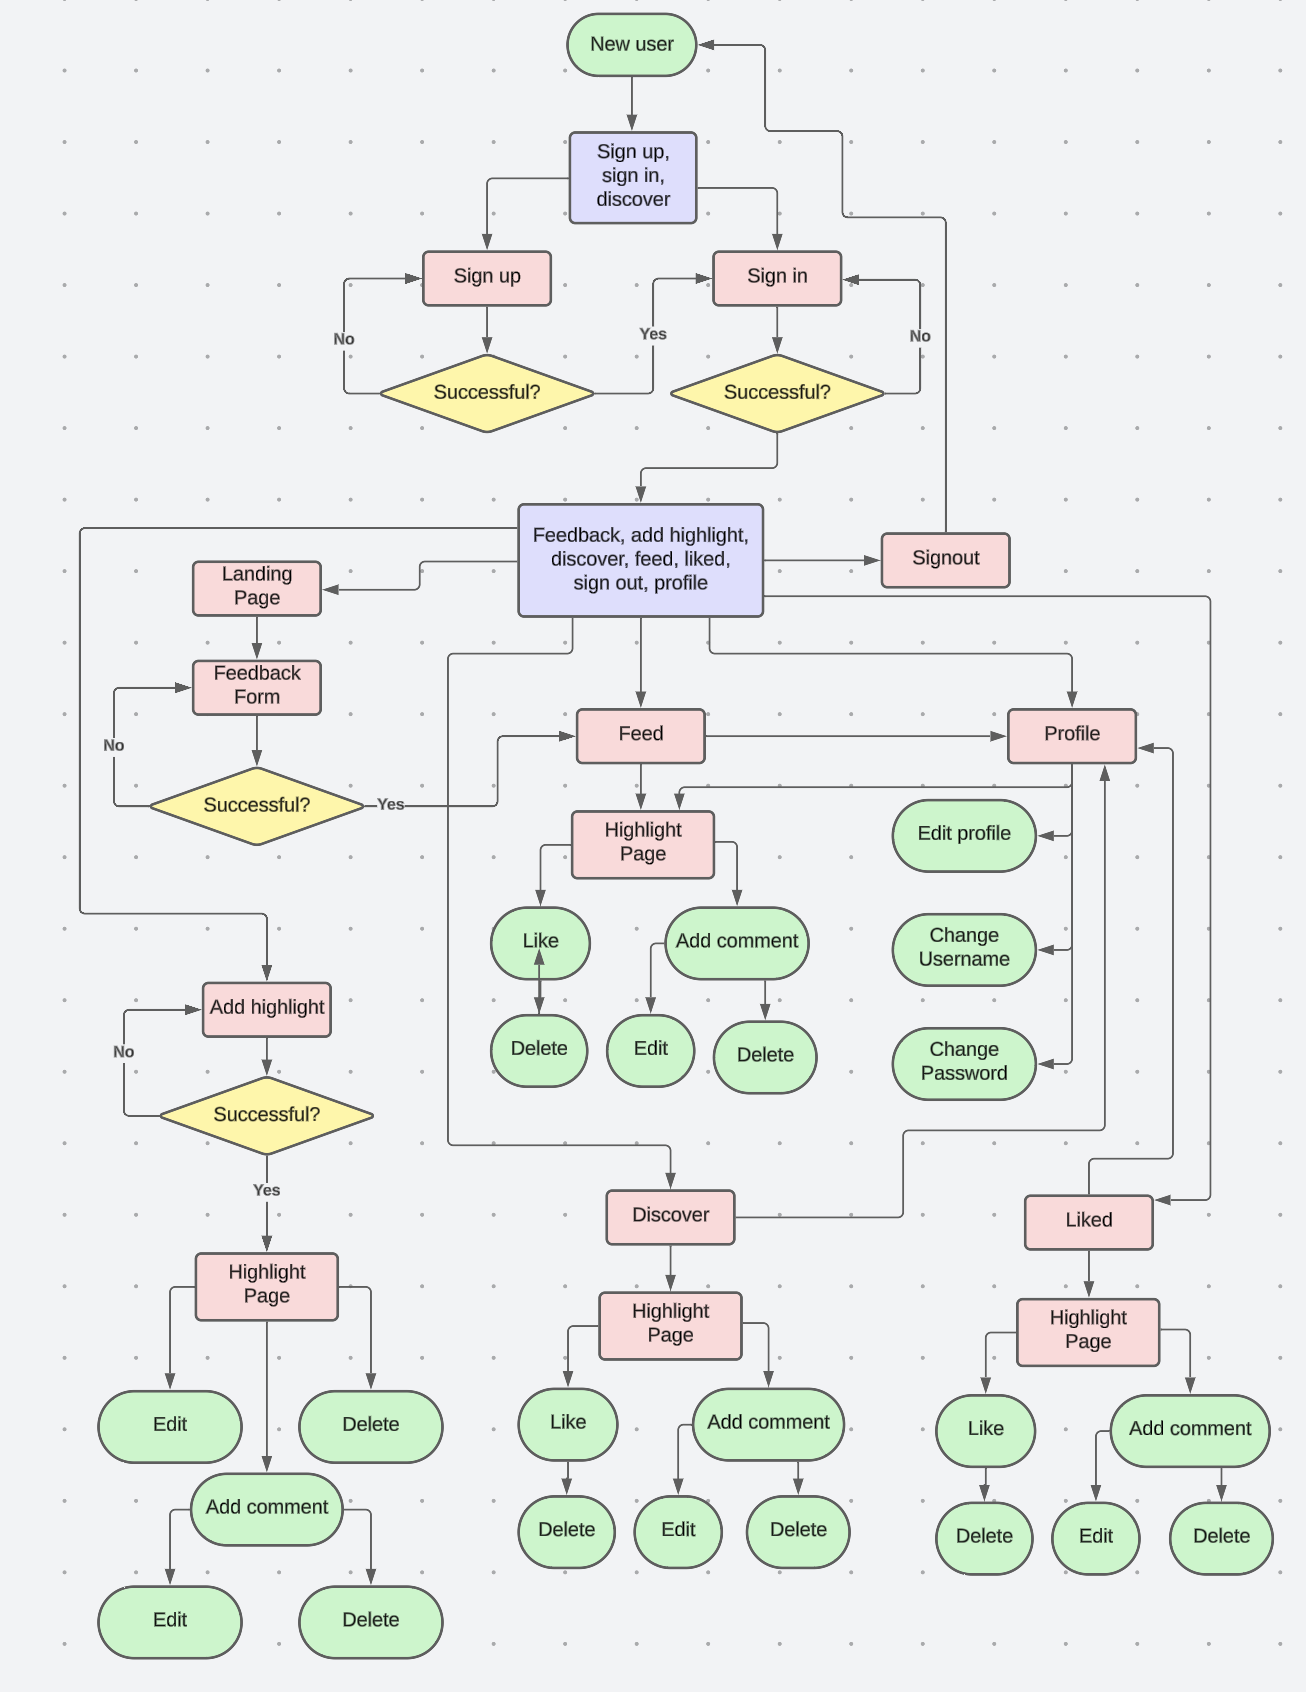 New user
Sign up,
sign in,
discover
Sign up
Sign in
No
Yes
No
Successful?
Successful?
Feedback, add highlight,
discover, feed, liked,
sign out, profile
Signout
Landing
Page
Feedback
Form
No
Feed
Profile
Successful?
Yes
Highlight
Page
Edit profile
Like
Add comment
Change
Username
Add highlight
No
Delete
Edit
Delete
Change
Password
Successful?
Yes
Discover
Liked
Highlight
Page
Highlight
Page
Highlight
Page
Edit
Delete
Like
Add comment
Like
Add comment
Add comment
Delete
Edit
Delete
Delete
Edit
Delete
Edit
Delete